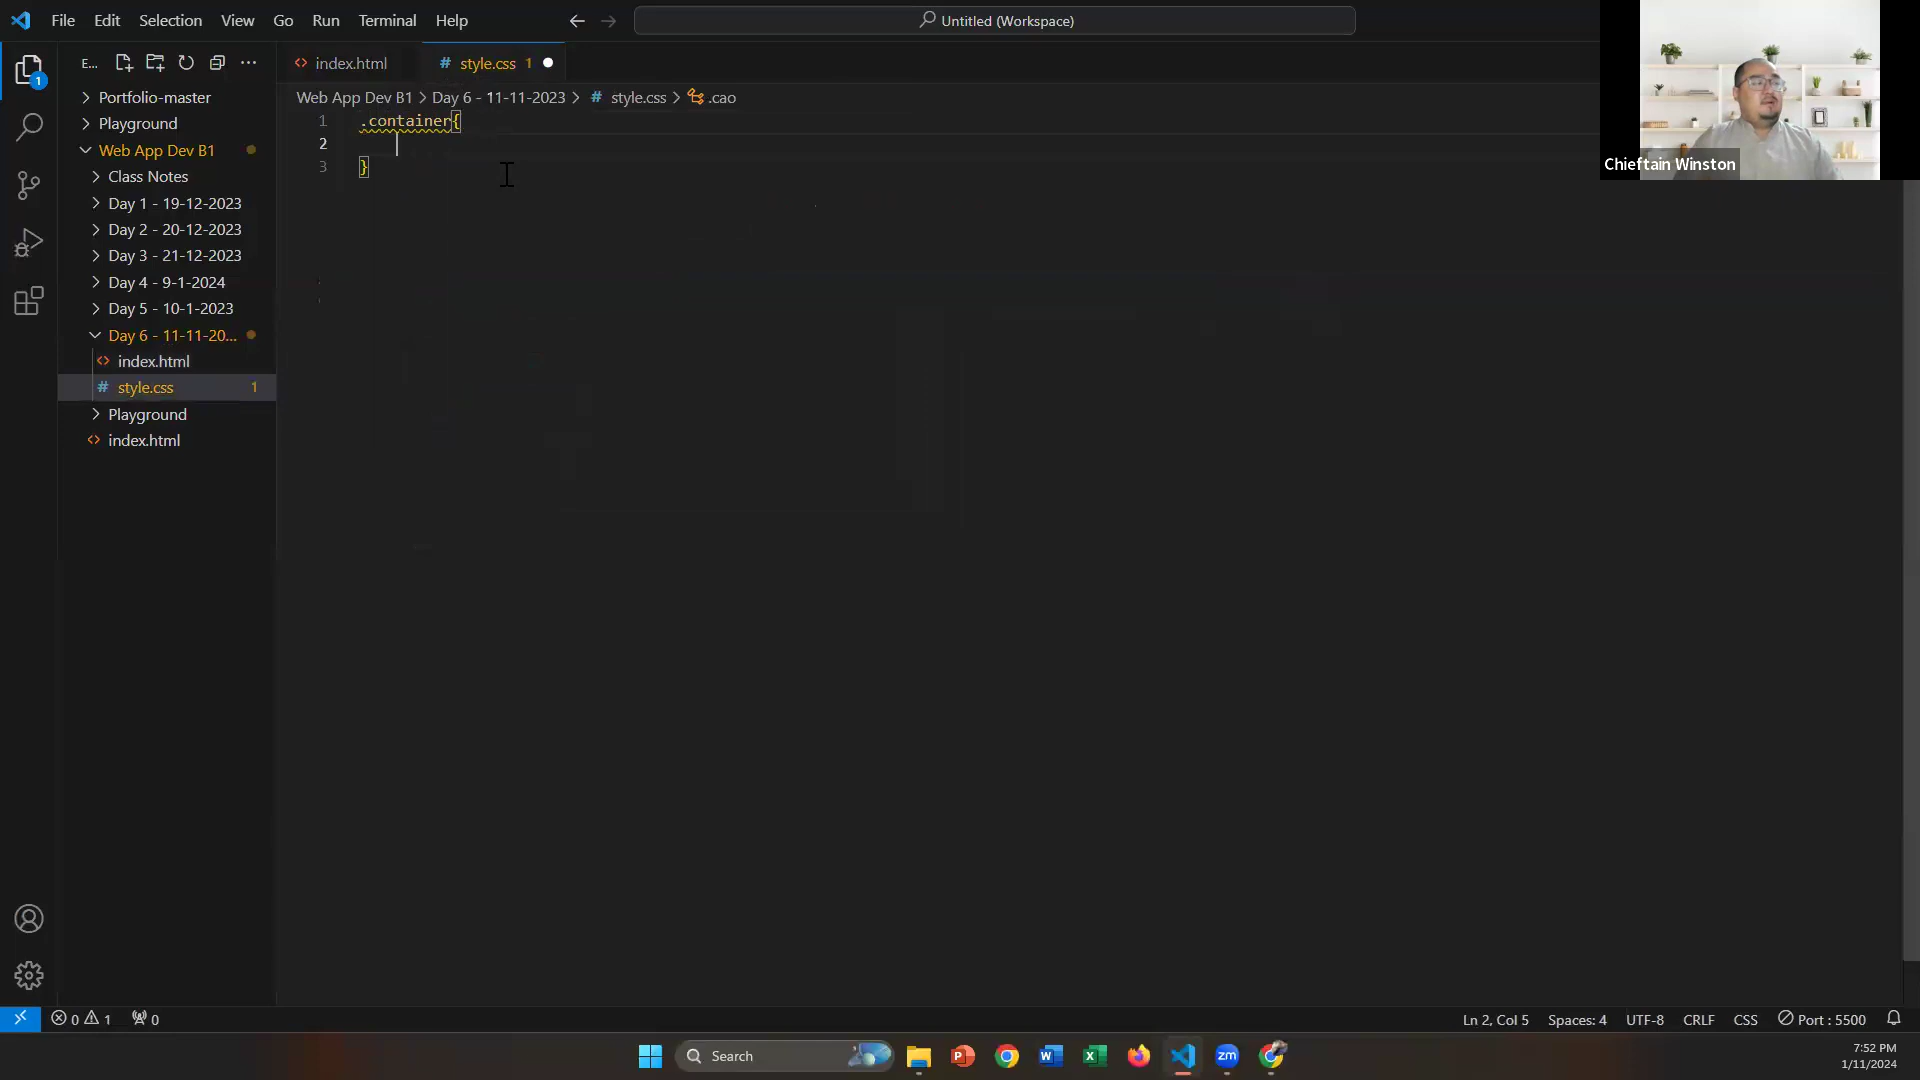 File Edit Selection View Go Run Terminal Help
Untitled (Workspace)
E...
index.html
# style.css 1
Web App Dev B1 > Day 6 - 11-11-2023 > # style.css > .cao
1 .container{
2
3 }
Portfolio-master
Playground
Web App Dev B1
Class Notes
Day 1 - 19-12-2023
Day 2 - 20-12-2023
Day 3 - 21-12-2023
Day 4 - 9-1-2024
Day 5 - 10-1-2023
Day 6 - 11-11-20...
index.html
# style.css 1
Playground
index.html
1
Chieftain Winston
0 1 0
Ln 2, Col 5 Spaces: 4 UTF-8 CRLF CSS Port : 5500
Search
P
W
X
zm
7:52 PM
1/11/2024